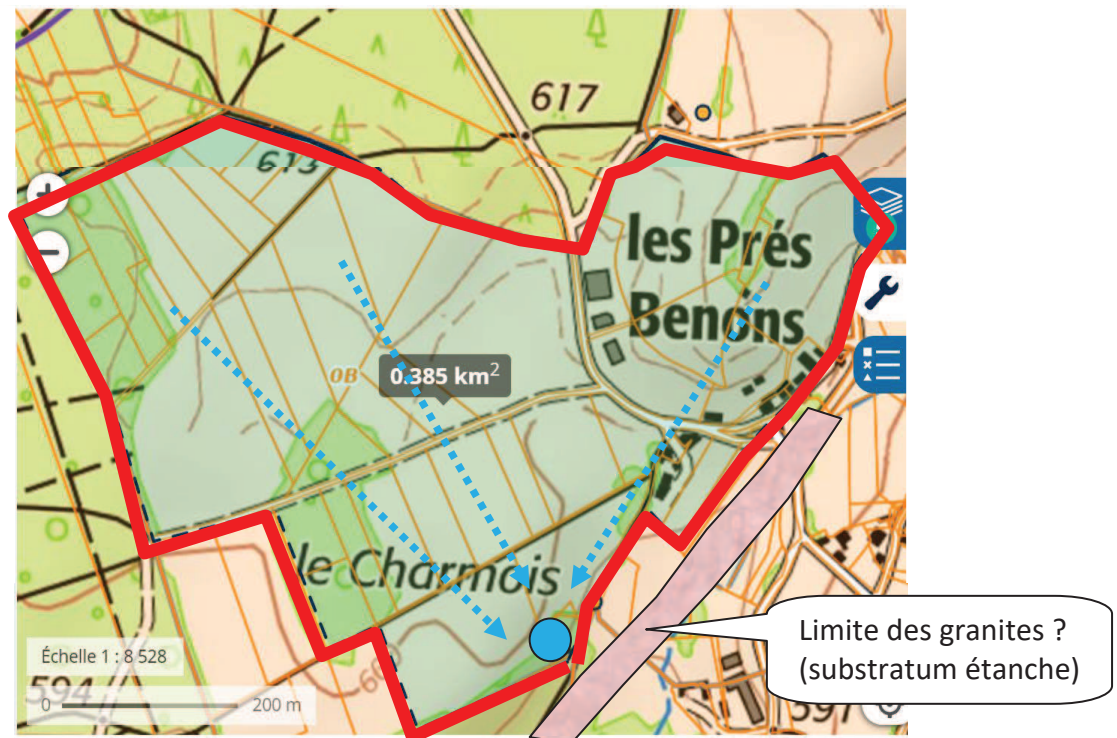 617
613
les Prés
Benons
0B
0.385 km²
le Charmois
Limite des granites ?
(substratum étanche)
Échelle 1 : 8 528
594
0 200 m
597